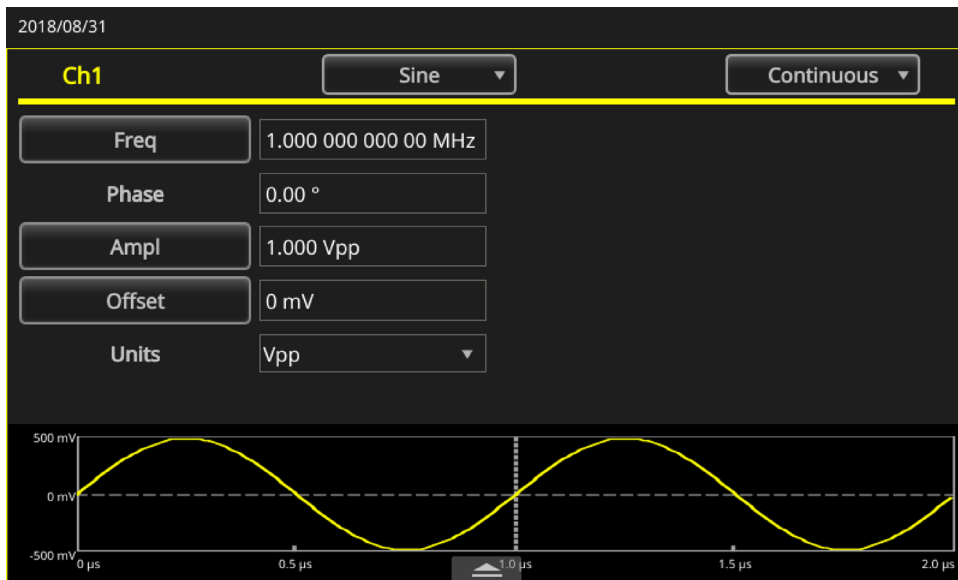 2018/08/31
Ch1 Sine Continuous
Freq 1.000 000 000 00 MHz
Phase 0.00 °
Ampl 1.000 Vpp
Offset 0 mV
Units Vpp
500 mV
0 mV
-500 mV
0 µs 0.5 µs 1.0 µs 1.5 µs 2.0 µs